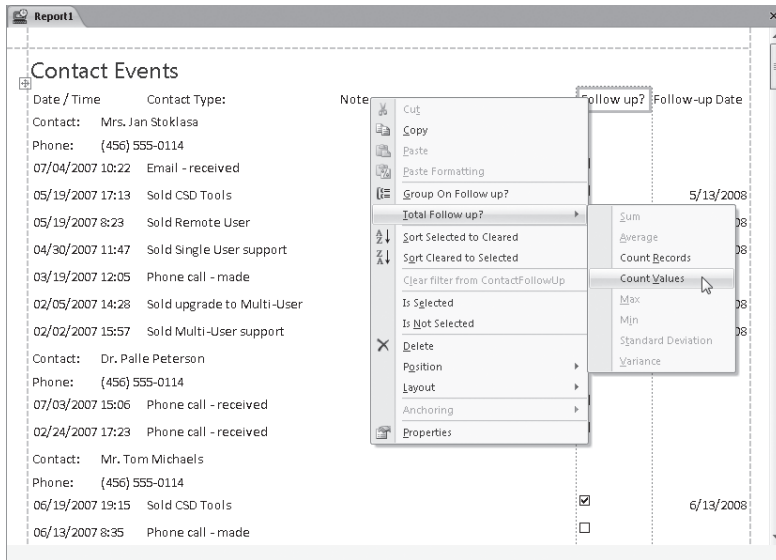 Report1
Contact Events
Date / Time Contact Type: Note Follow up? Follow-up Date
Contact: Mrs. Jan Stoklasa
Phone: (456) 555-0114
07/04/2007 10:22 Email - received
05/19/2007 17:13 Sold CSD Tools 5/13/2008
05/19/2007 8:23 Sold Remote User 08
04/30/2007 11:47 Sold Single User support
03/19/2007 12:05 Phone call - made
02/05/2007 14:28 Sold upgrade to Multi-User 08
02/02/2007 15:57 Sold Multi-User support 08
Contact: Dr. Palle Peterson
Phone: (456) 555-0114
07/03/2007 15:06 Phone call - received
02/24/2007 17:23 Phone call - received
Contact: Mr. Tom Michaels
Phone: (456) 555-0114
06/19/2007 19:15 Sold CSD Tools 6/13/2008
06/13/2007 8:35 Phone call - made
Cut
Copy
Paste
Paste Formatting
Group On Follow up?
Total Follow up?
Sort Selected to Cleared
Sort Cleared to Selected
Clear filter from ContactFollowUp
Is Selected
Is Not Selected
Delete
Position
Layout
Anchoring
Properties
Sum
Average
Count Records
Count Values
Max
Min
Standard Deviation
Variance